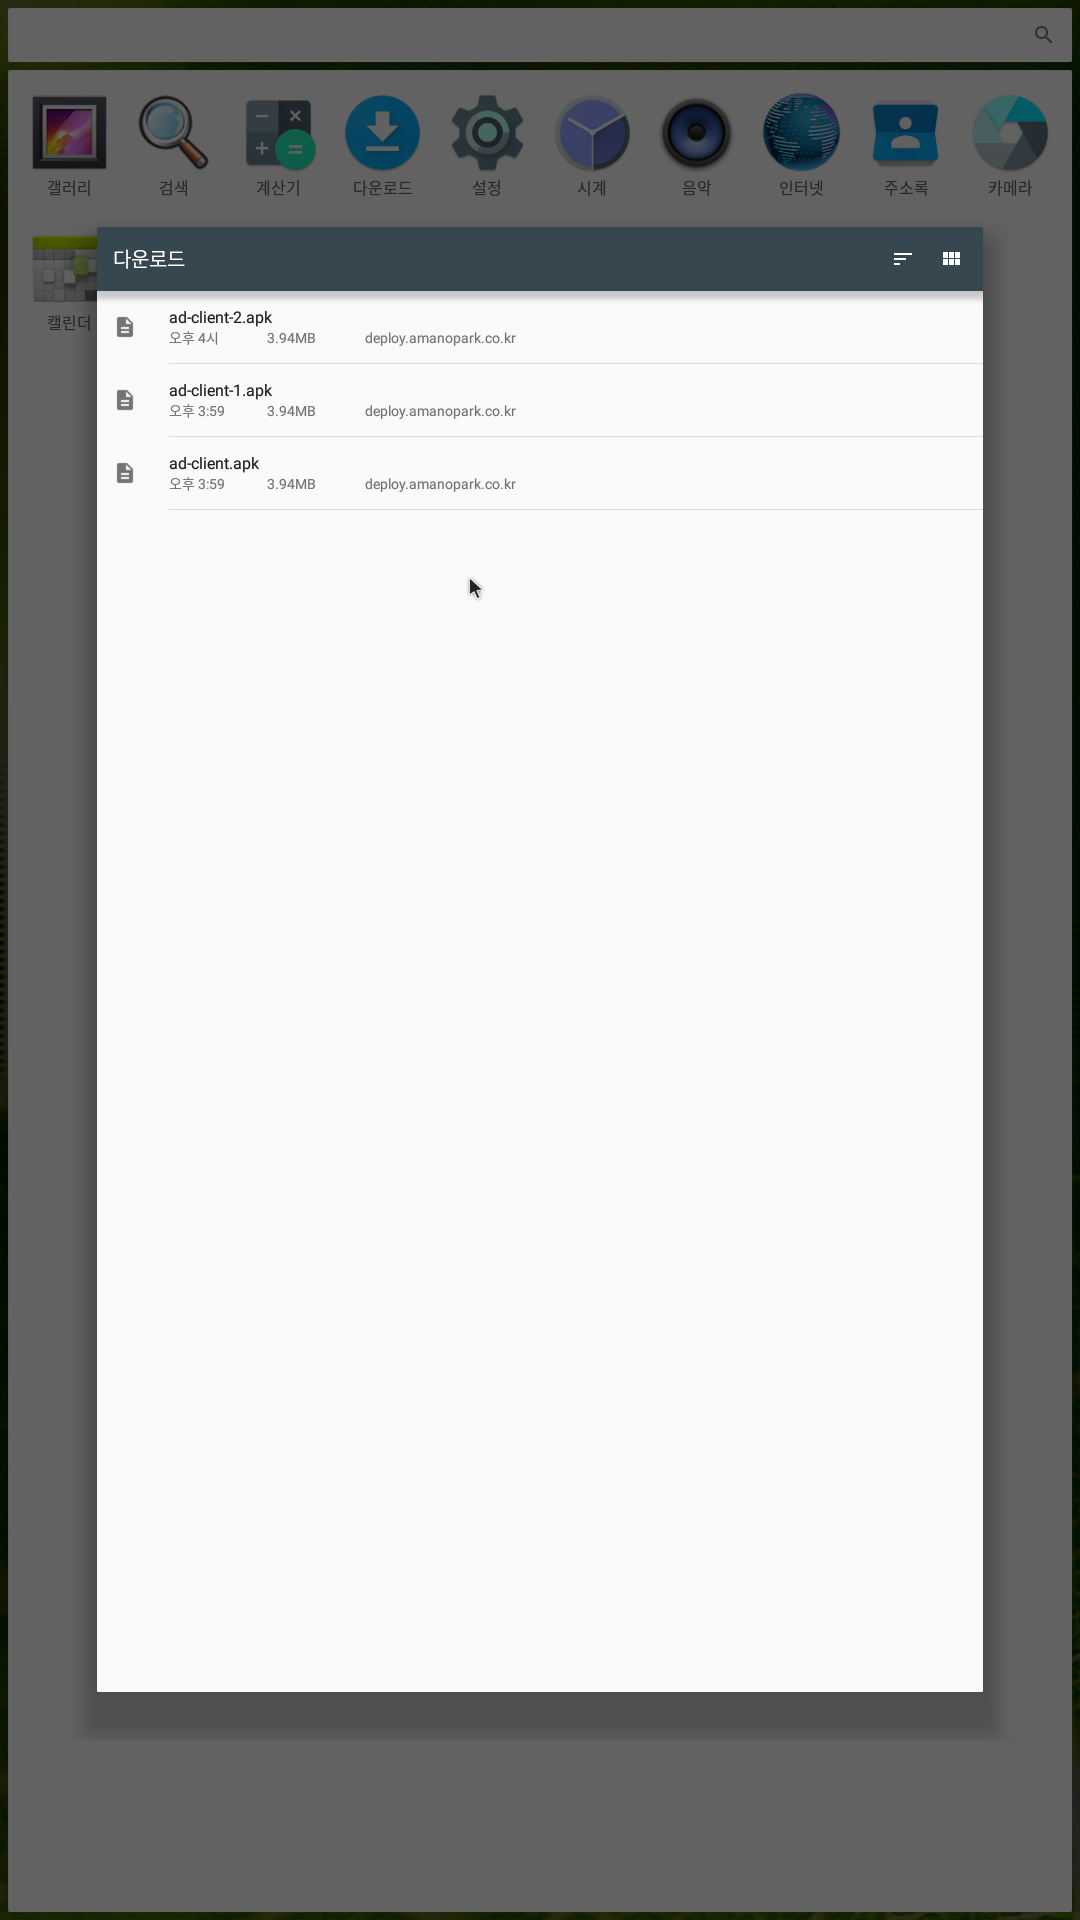 갤러리 검색 계산기 다운로드 설정 시계 음악 인터넷 주소록 카메라
캘린더
다운로드
ad-client-2.apk
오후 4시 3.94MB deploy.amanopark.co.kr
ad-client-1.apk
오후 3:59 3.94MB deploy.amanopark.co.kr
ad-client.apk
오후 3:59 3.94MB deploy.amanopark.co.kr